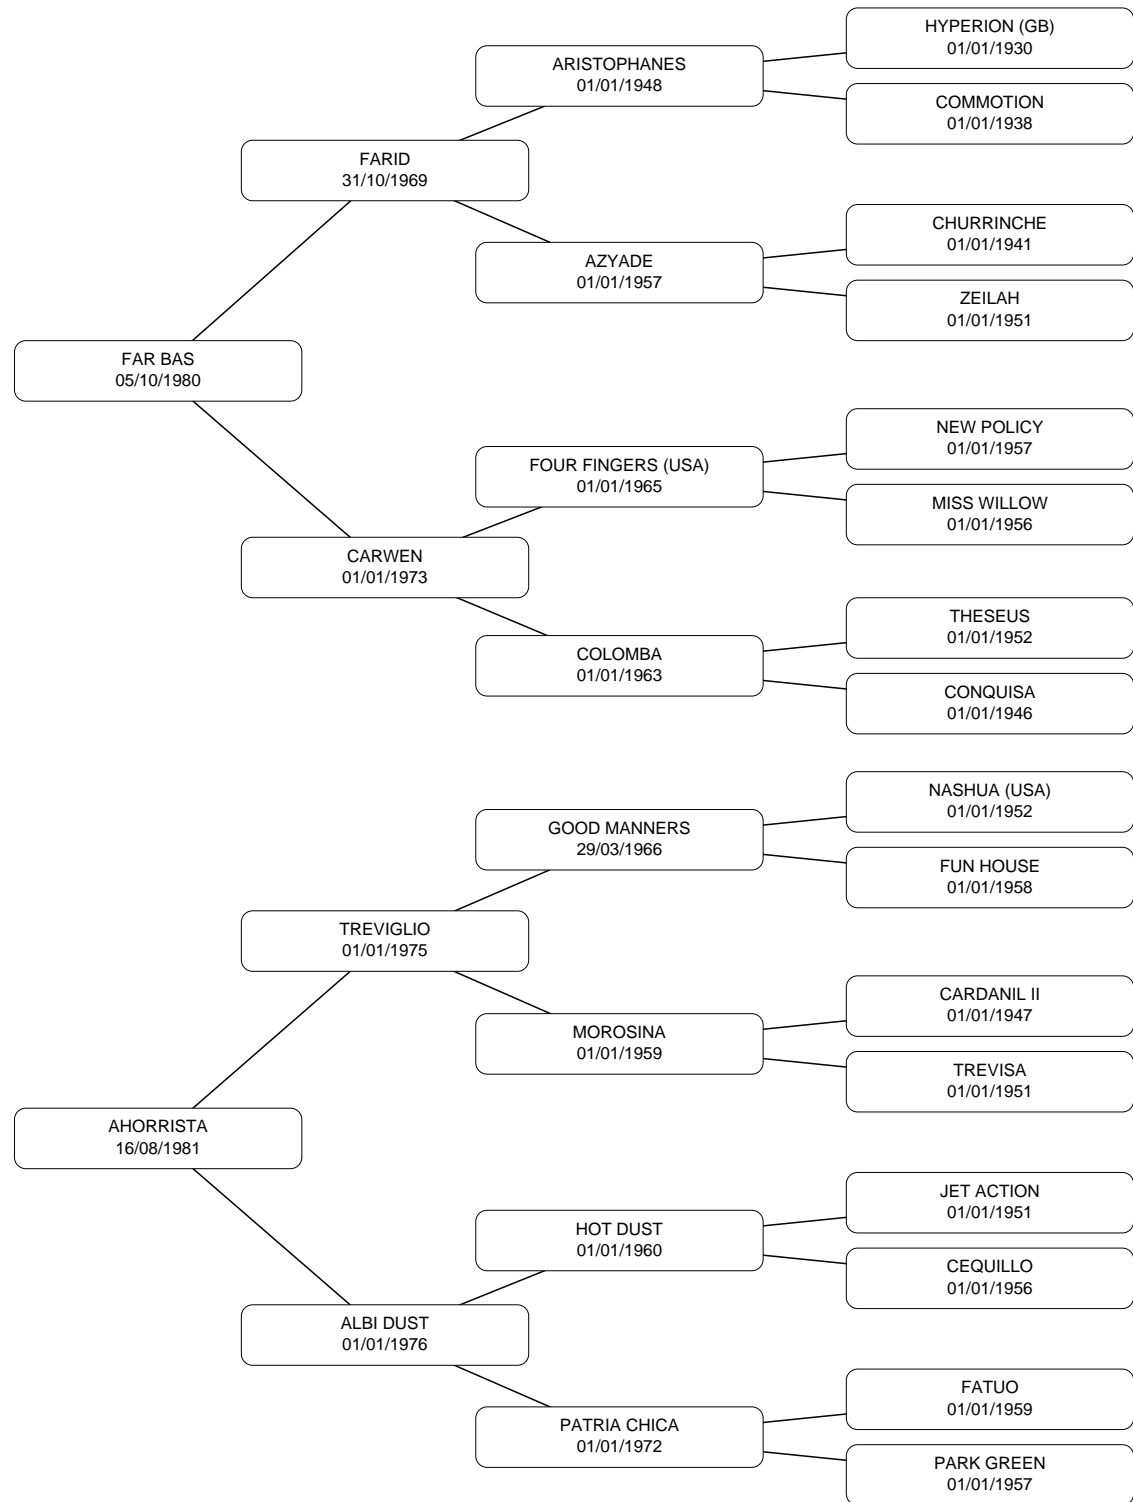 HYPERION (GB)
01/01/1930
ARISTOPHANES
01/01/1948
COMMOTION
01/01/1938
FARID
31/10/1969
CHURRINCHE
01/01/1941
AZYADE
01/01/1957
ZEILAH
01/01/1951
FAR BAS
05/10/1980
NEW POLICY
01/01/1957
FOUR FINGERS (USA)
01/01/1965
MISS WILLOW
01/01/1956
CARWEN
01/01/1973
THESEUS
01/01/1952
COLOMBA
01/01/1963
CONQUISA
01/01/1946
NASHUA (USA)
01/01/1952
GOOD MANNERS
29/03/1966
FUN HOUSE
01/01/1958
TREVIGLIO
01/01/1975
CARDANIL II
01/01/1947
MOROSINA
01/01/1959
TREVISA
01/01/1951
AHORRISTA
16/08/1981
JET ACTION
01/01/1951
HOT DUST
01/01/1960
CEQUILLO
01/01/1956
ALBI DUST
01/01/1976
FATUO
01/01/1959
PATRIA CHICA
01/01/1972
PARK GREEN
01/01/1957